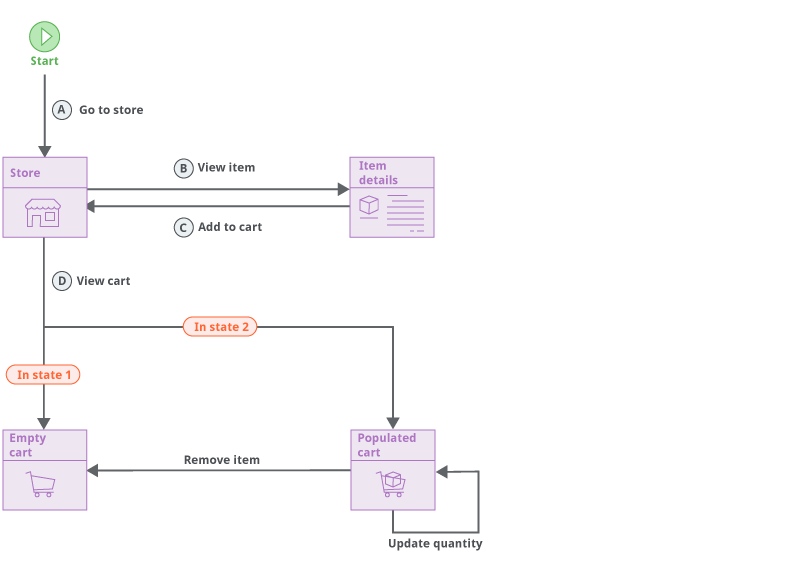 Start
A Go to store
Store
B View item
Item
details
C Add to cart
D View cart
In state 2
In state 1
Empty
cart
Remove item
Populated
cart
Update quantity